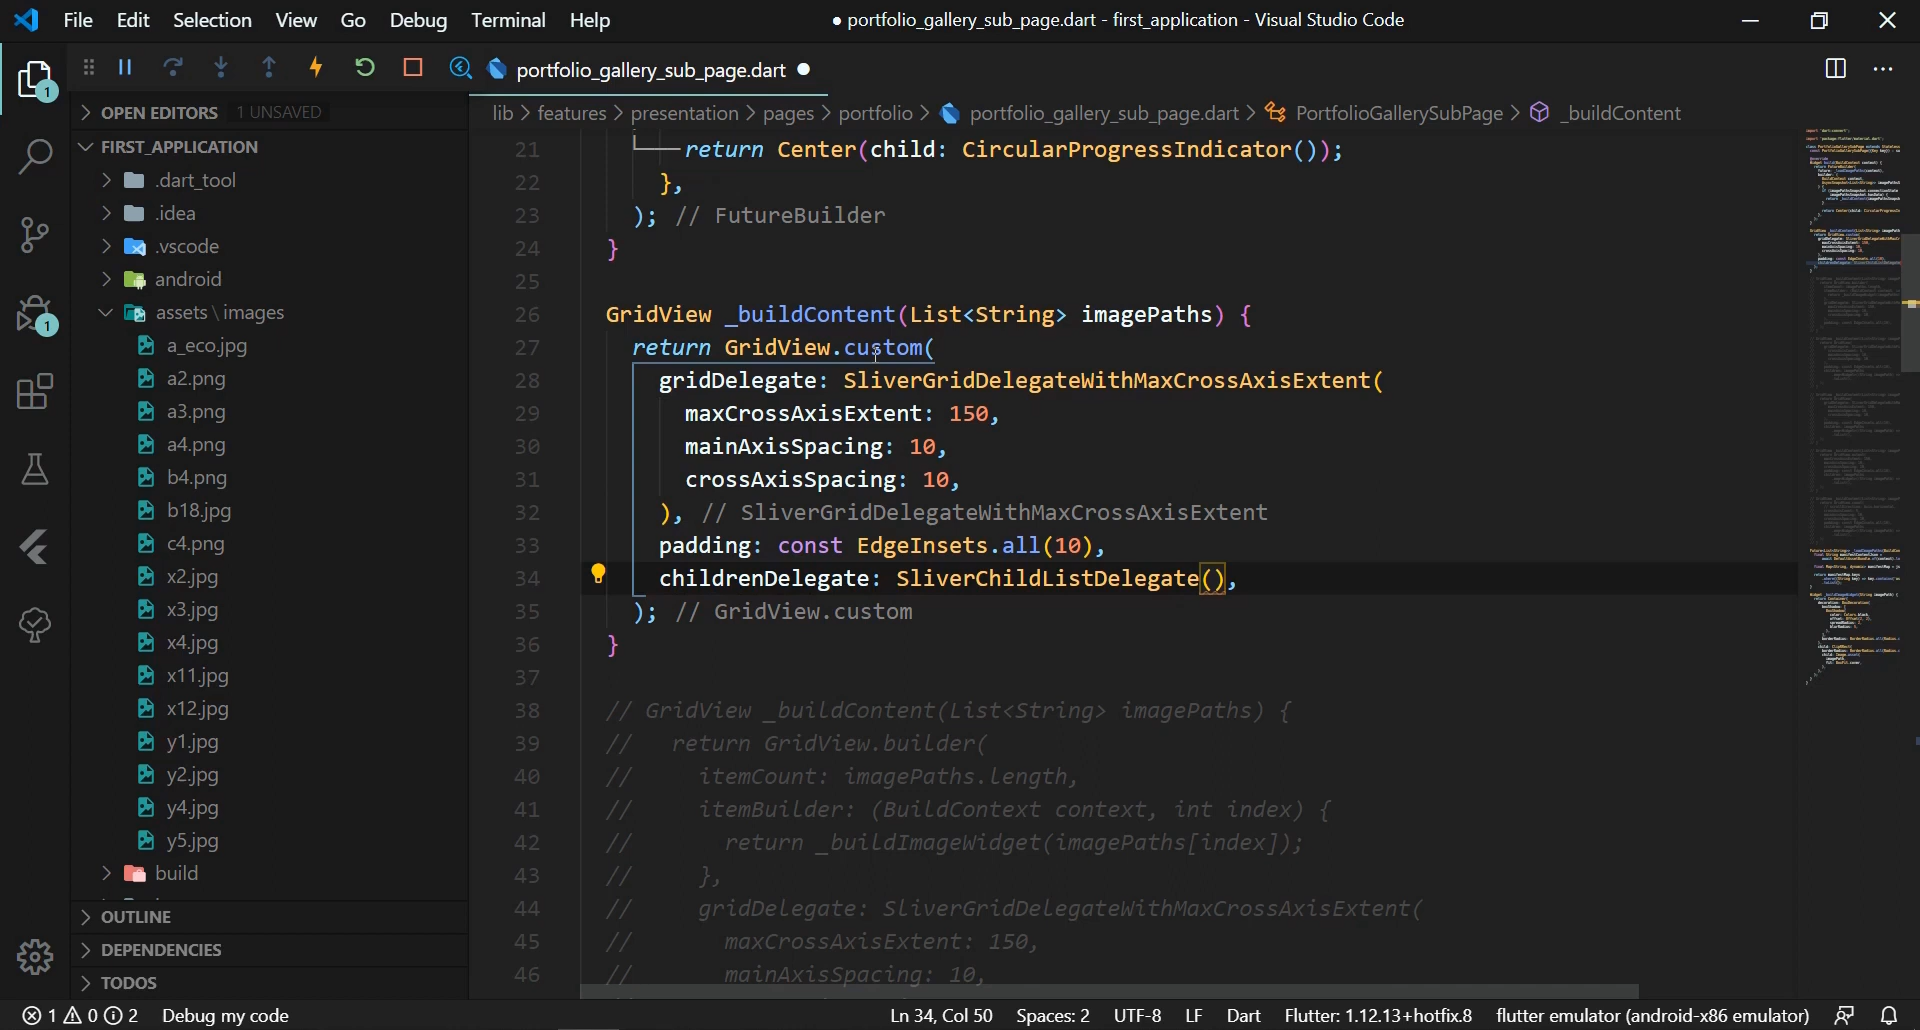 File Edit Selection View Go Debug Terminal Help
● portfolio_gallery_sub_page.dart - first_application - Visual Studio Code
portfolio_gallery_sub_page.dart
lib > features > presentation > pages > portfolio > portfolio_gallery_sub_page.dart > PortfolioGallerySubPage > _buildContent
1
OPEN EDITORS 1 UNSAVED
FIRST_APPLICATION
.dart_tool
.idea
.vscode
android
assets \ images
a_eco.jpg
a2.png
a3.png
a4.png
b4.png
b18.jpg
c4.png
x2.jpg
x3.jpg
x4.jpg
x11.jpg
x12.jpg
y1.jpg
y2.jpg
y4.jpg
y5.jpg
build
OUTLINE
DEPENDENCIES
TODOS
1
21 return Center(child: CircularProgressIndicator());
22 },
23 ); // FutureBuilder
24 }
25
26 GridView _buildContent(List<String> imagePaths) {
27 return GridView.custom(
28 gridDelegate: SliverGridDelegateWithMaxCrossAxisExtent(
29 maxCrossAxisExtent: 150,
30 mainAxisSpacing: 10,
31 crossAxisSpacing: 10,
32 ), // SliverGridDelegateWithMaxCrossAxisExtent
33 padding: const EdgeInsets.all(10),
34 childrenDelegate: SliverChildListDelegate(),
35 ); // GridView.custom
36 }
37
38 // GridView _buildContent(List<String> imagePaths) {
39 // return GridView.builder(
40 // itemCount: imagePaths.length,
41 // itemBuilder: (BuildContext context, int index) {
42 // return _buildImageWidget(imagePaths[index]);
43 // },
44 // gridDelegate: SliverGridDelegateWithMaxCrossAxisExtent(
45 // maxCrossAxisExtent: 150,
46 // mainAxisSpacing: 10,
1 0 2 Debug my code
Ln 34, Col 50 Spaces: 2 UTF-8 LF Dart Flutter: 1.12.13+hotfix.8 flutter emulator (android-x86 emulator)